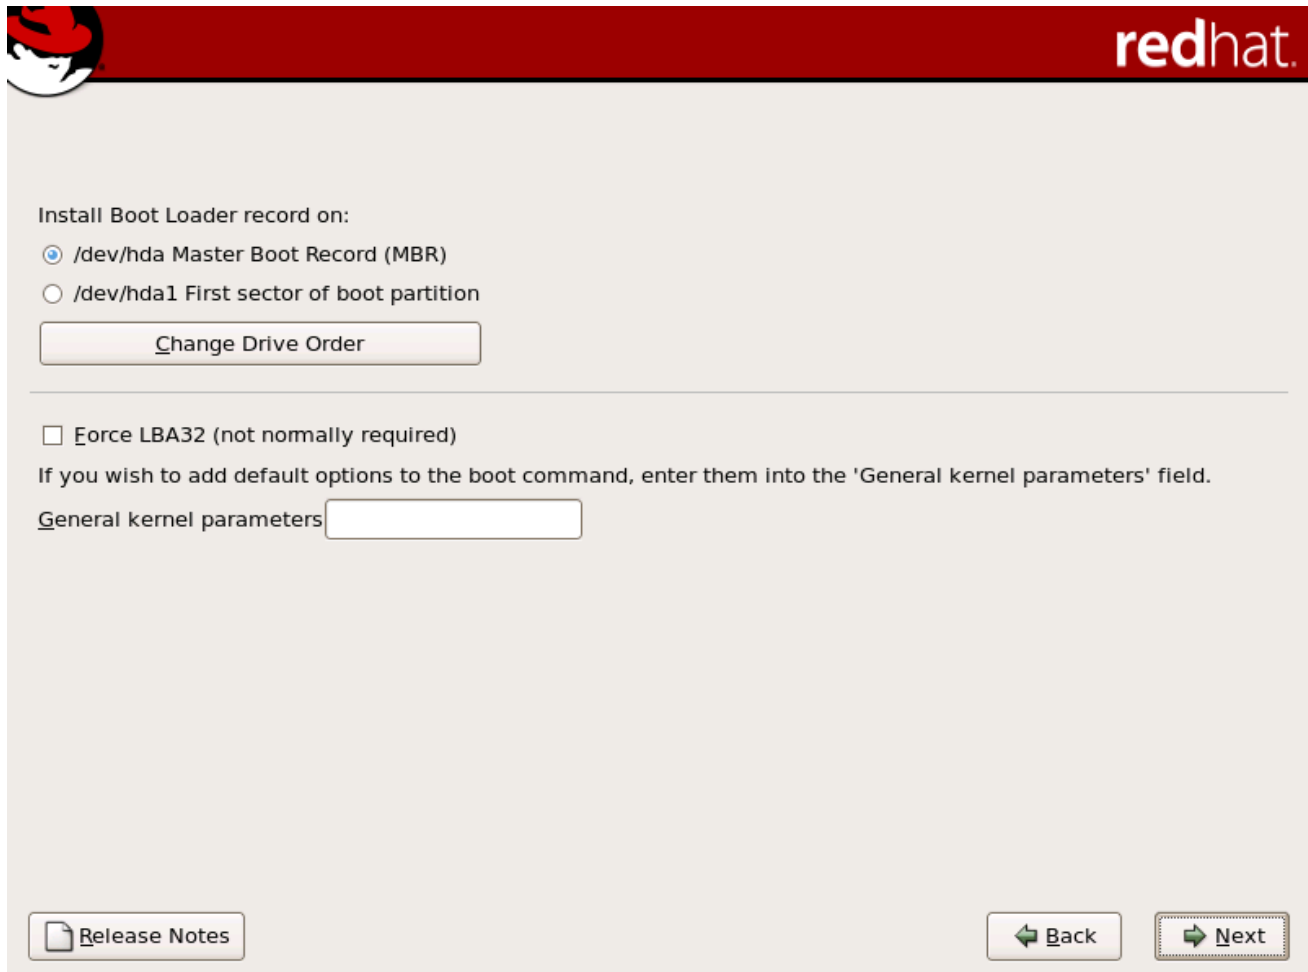 redhat.
Install Boot Loader record on:
/dev/hda Master Boot Record (MBR)
/dev/hda1 First sector of boot partition
Change Drive Order
Force LBA32 (not normally required)
If you wish to add default options to the boot command, enter them into the 'General kernel parameters' field.
General kernel parameters
Release Notes
Back
Next